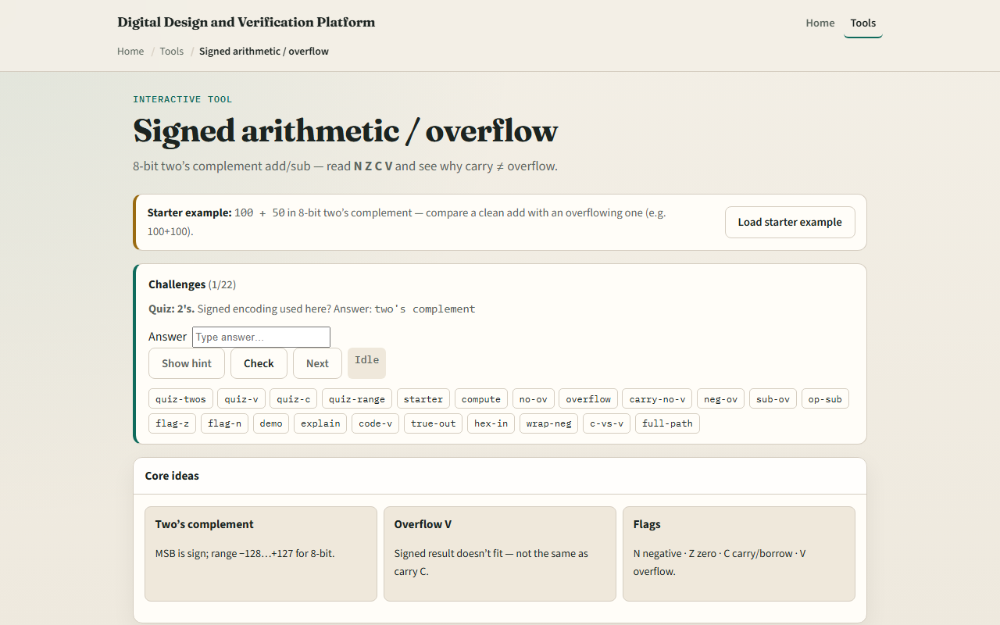 Digital Design and Verification Platform
Home Tools
Home / Tools / Signed arithmetic / overflow
INTERACTIVE TOOL
Signed arithmetic / overflow
8-bit two’s complement add/sub — read N Z C V and see why carry ≠ overflow.
Starter example: 100 + 50 in 8-bit two’s complement — compare a clean add with an overflowing one (e.g.
100+100).
Load starter example
Challenges (1/22)
Quiz: 2's. Signed encoding used here? Answer: two’s complement
Answer Type answer…
Show hint Check Next Idle
quiz-twos quiz-v quiz-c quiz-range starter compute no-ov overflow carry-no-v neg-ov sub-ov op-sub
flag-z flag-n demo explain code-v true-out hex-in wrap-neg c-vs-v full-path
Core ideas
Two’s complement
MSB is sign; range −128…+127 for 8-bit.
Overflow V
Signed result doesn’t fit — not the same as
carry C.
Flags
N negative · Z zero · C carry/borrow · V
overflow.